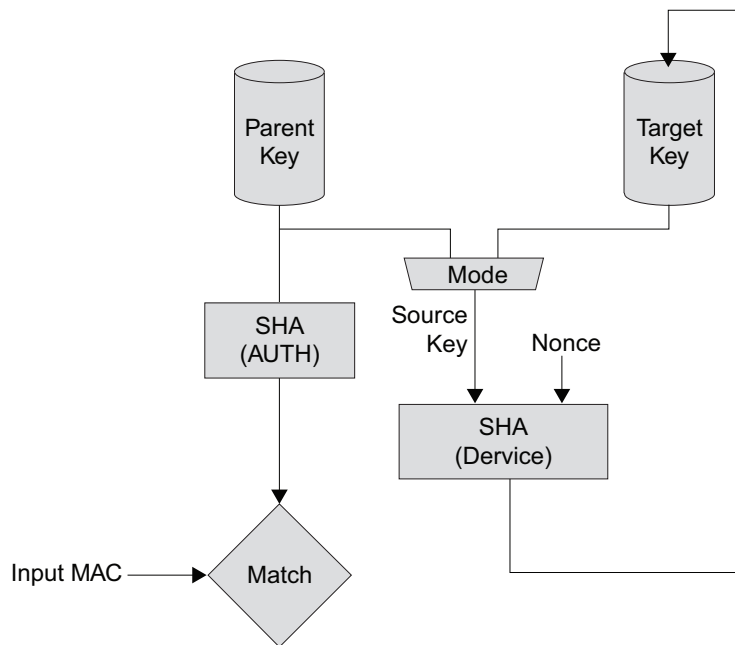 Parent
Key
Target
Key
Mode
Source
Key
Nonce
SHA
(AUTH)
SHA
(Dervice)
Input MAC
Match